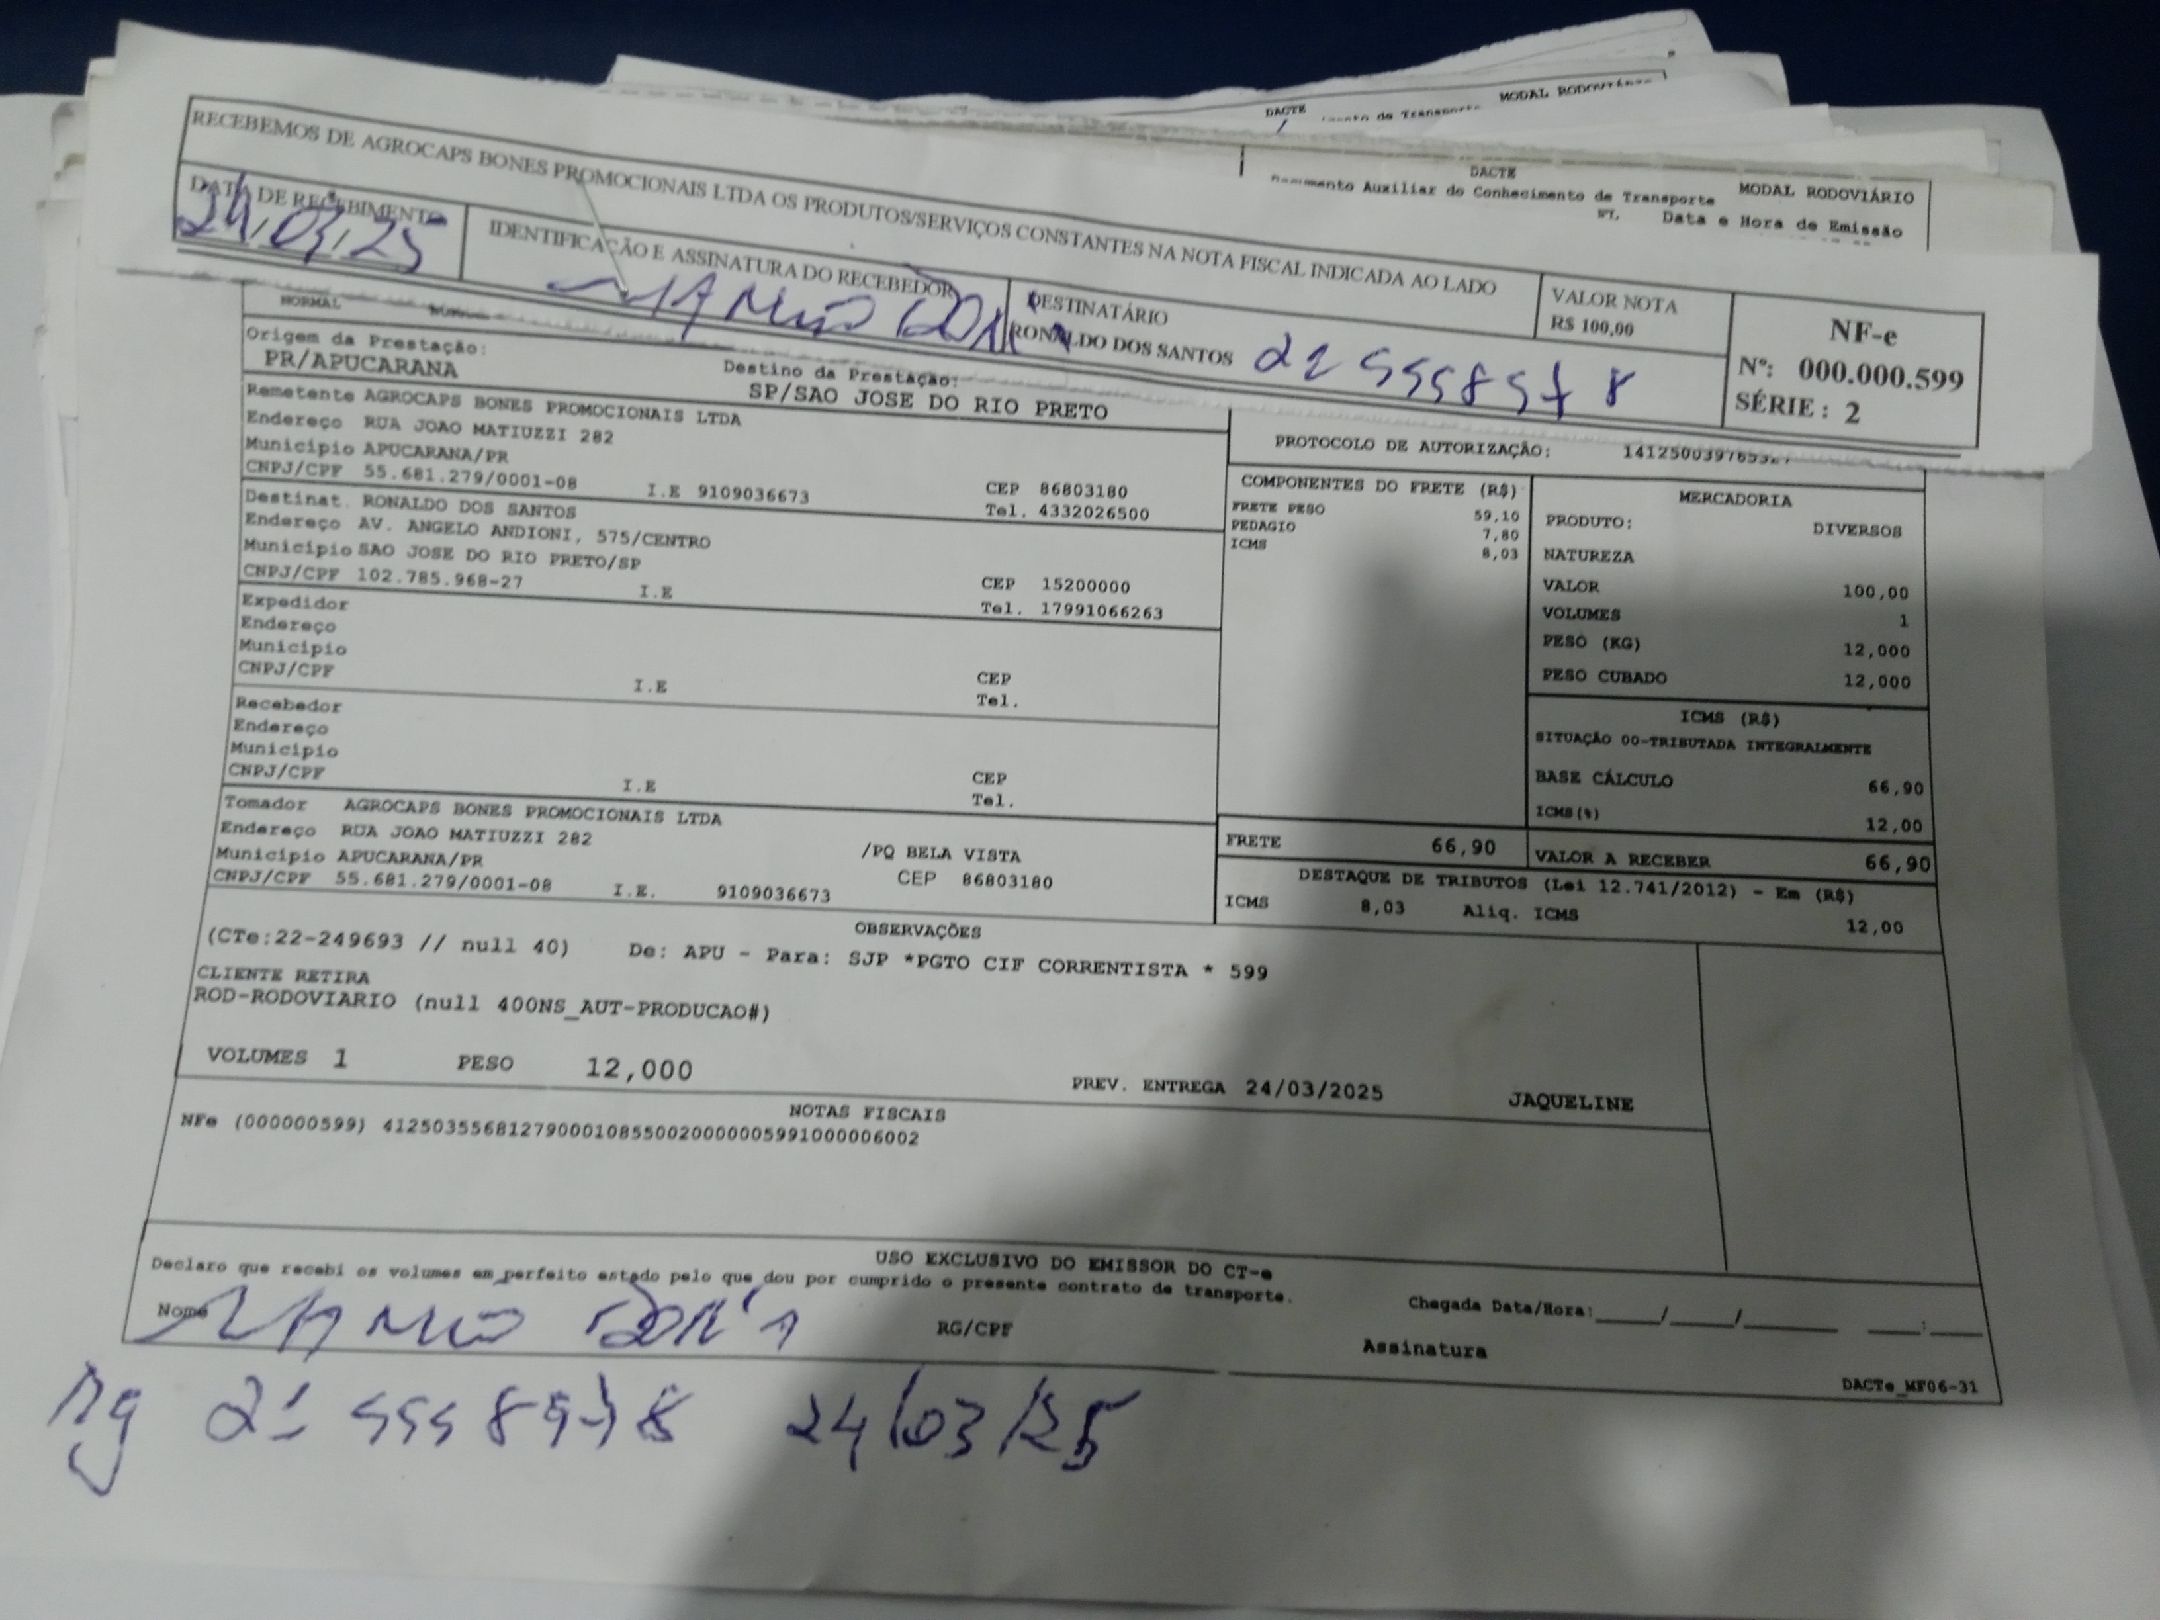 DACTE
MODAL RODOVIÁRIO
DACTE
Auxiliar do Conhecimento de Transporte
MODAL RODOVIÁRIO
Data e Hora de Emissão
RECEBEMOS DE AGROCAPS BONES PROMOCIONAIS LTDA OS PRODUTOS/SERVIÇOS CONSTANTES NA NOTA FISCAL INDICADA AO LADO
DATA DE RECEBIMENTO
24/03/25
IDENTIFICAÇÃO E ASSINATURA DO RECEBEDOR
DESTINATÁRIO
RONALDO DOS SANTOS
VALOR NOTA
R$ 100,00
NF-e
Nº: 000.000.599
SÉRIE : 2
NORMAL
Origem da Prestação:
PR/APUCARANA
Destino da Prestação:
SP/SAO JOSE DO RIO PRETO
Remetente AGROCAPS BONES PROMOCIONAIS LTDA
Endereço RUA JOAO MATIUZZI 282
Município APUCARANA/PR
CNPJ/CPF 55.681.279/0001-08 I.E 9109036673
CEP 86803180
Tel. 4332026500
Destinat. RONALDO DOS SANTOS
Endereço AV. ANGELO ANDIONI, 575/CENTRO
Município SAO JOSE DO RIO PRETO/SP
CNPJ/CPF 102.785.968-27 I.E
CEP 15200000
Tel. 17991066263
Expedidor
Endereço
Município
CNPJ/CPF I.E
CEP
Tel.
Recebedor
Endereço
Município
CNPJ/CPF I.E
CEP
Tel.
Tomador AGROCAPS BONES PROMOCIONAIS LTDA
Endereço RUA JOAO MATIUZZI 282 /PQ BELA VISTA
Município APUCARANA/PR CEP 86803180
CNPJ/CPF 55.681.279/0001-08 I.E. 9109036673
PROTOCOLO DE AUTORIZAÇÃO:
COMPONENTES DO FRETE (R$)
FRETE PESO 59,10
PEDAGIO 7,80
ICMS 8,03
MERCADORIA
PRODUTO: DIVERSOS
NATUREZA
VALOR 100,00
VOLUMES 1
PESO (KG) 12,000
PESO CUBADO 12,000
ICMS (R$)
SITUAÇÃO 00-TRIBUTADA INTEGRALMENTE
BASE CÁLCULO 66,90
ICMS(%) 12,00
FRETE 66,90
VALOR A RECEBER 66,90
DESTAQUE DE TRIBUTOS (Lei 12.741/2012) - Em (R$)
ICMS 8,03 Aliq. ICMS 12,00
OBSERVAÇÕES
(CTe:22-249693 // null 40) De: APU - Para: SJP *PGTO CIF CORRENTISTA * 599
CLIENTE RETIRA
ROD-RODOVIARIO (null 400NS_AUT-PRODUCAO#)
VOLUMES 1 PESO 12,000
PREV. ENTREGA 24/03/2025 JAQUELINE
NOTAS FISCAIS
NFe (000000599) 41250355681279000108550020000005991000006002
USO EXCLUSIVO DO EMISSOR DO CT-e
Declaro que recebi os volumes em perfeito estado pelo que dou por cumprido o presente contrato de transporte.
Nome
RG/CPF
Chegada Data/Hora:_____/_____/_______ ____:____
Assinatura
DACTe_MF06-31
Rg
24/03/25